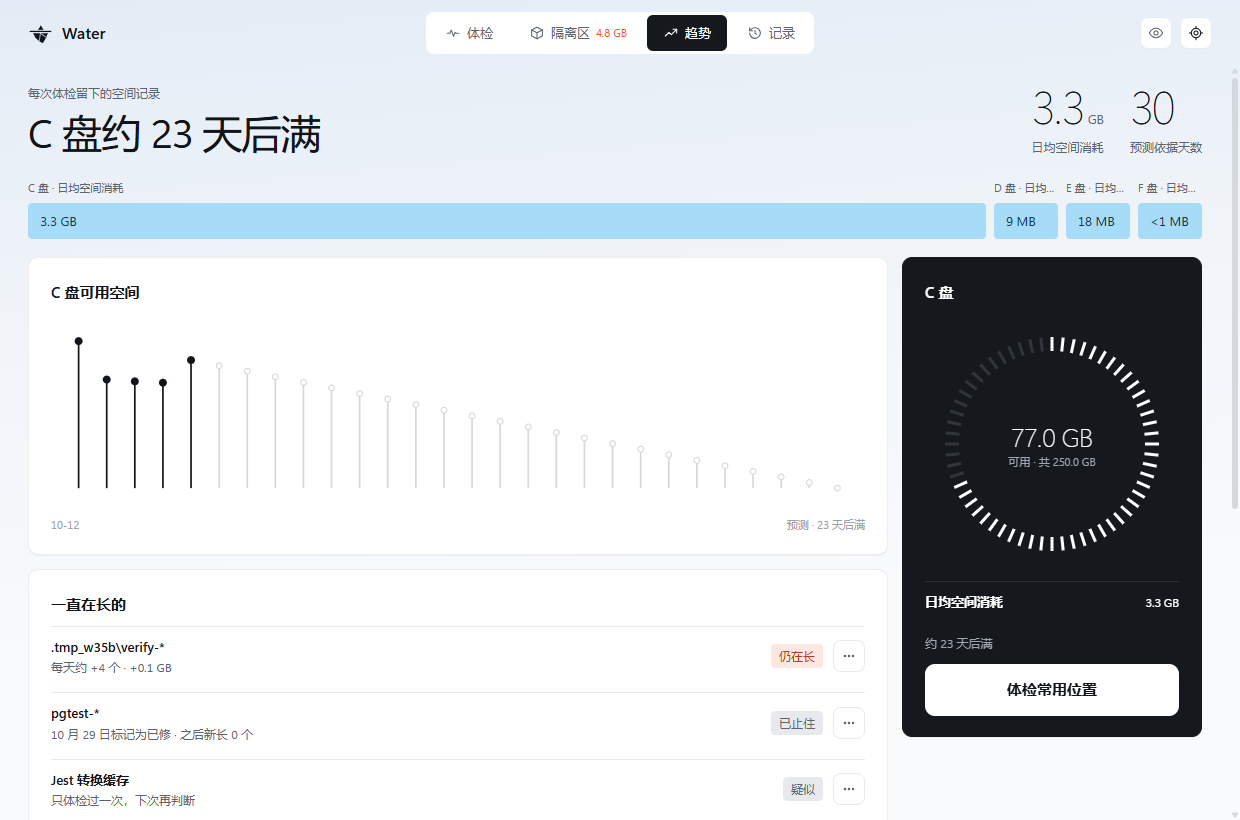 Water
体检
隔离区 4.8 GB
趋势
记录
每次体检留下的空间记录
C 盘约 23 天后满
3.3 GB
日均空间消耗
30
预测依据天数
C 盘 · 日均空间消耗
3.3 GB
D 盘 · 日均...
9 MB
E 盘 · 日均...
18 MB
F 盘 · 日均...
<1 MB
C 盘可用空间
10-12
预测 · 23 天后满
C 盘
77.0 GB
可用 · 共 250.0 GB
日均空间消耗 3.3 GB
约 23 天后满
体检常用位置
一直在长的
.tmp_w35b\verify-*
每天约 +4 个 · +0.1 GB
仍在长
pgtest-*
10 月 29 日标记为已修 · 之后新长 0 个
已止住
Jest 转换缓存
只体检过一次，下次再判断
疑似